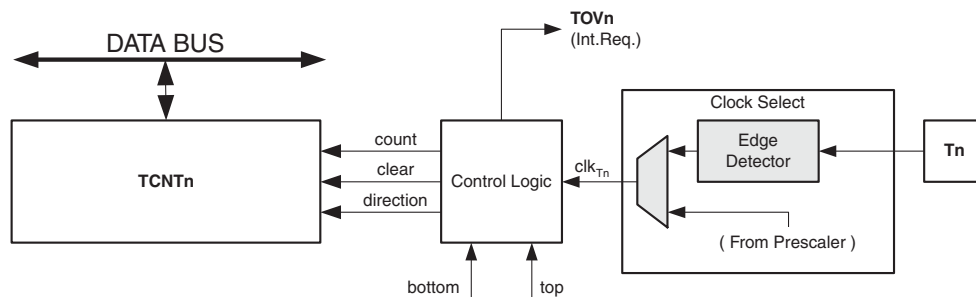 TOVn
(Int.Req.)
DATA BUS
Clock Select
Edge
Detector
Tn
TCNTn
count
clear
direction
Control Logic
clkTn
( From Prescaler )
bottom
top